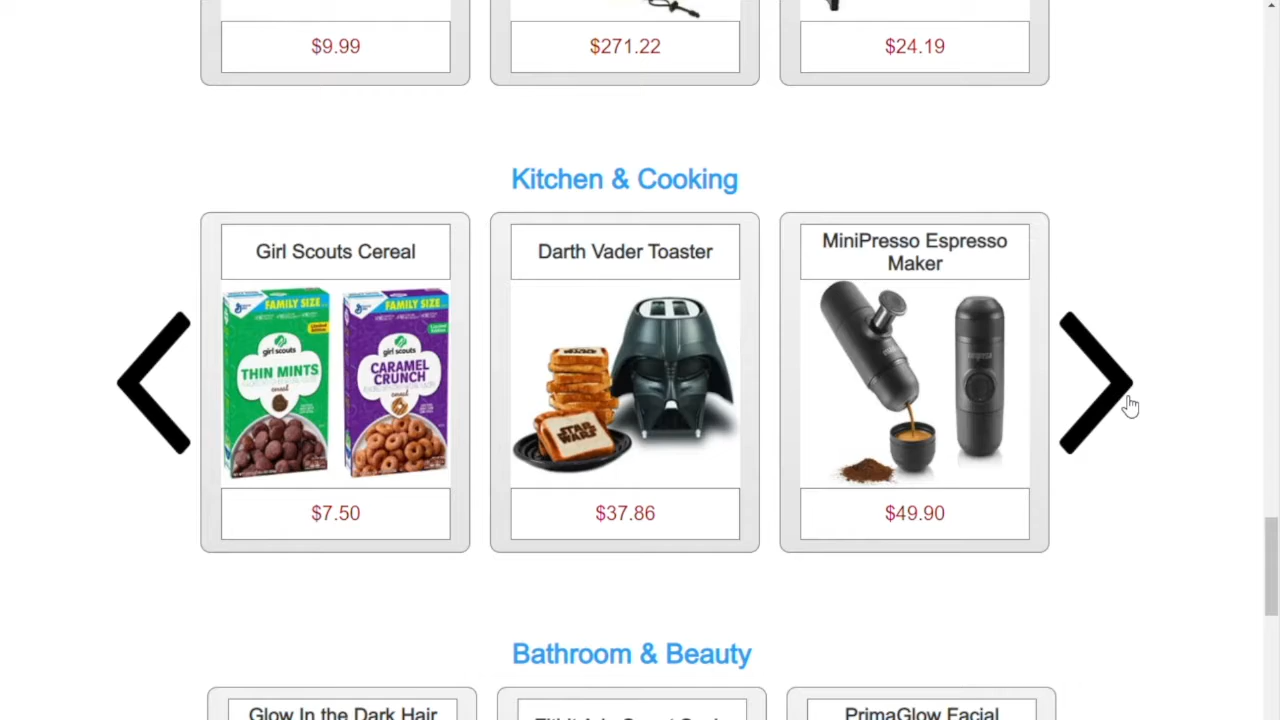 $9.99
$271.22
$24.19
Kitchen & Cooking
Girl Scouts Cereal
Darth Vader Toaster
MiniPresso Espresso
Maker
FAMILY SIZE
FAMILY SIZE
girl scouts
THIN MINTS
cereal
girl scouts
CARAMEL
CRUNCH
cereal
STAR
WARS
$7.50
$37.86
$49.90
Bathroom & Beauty
Glow In the Dark Hair
PrimaGlow Facial